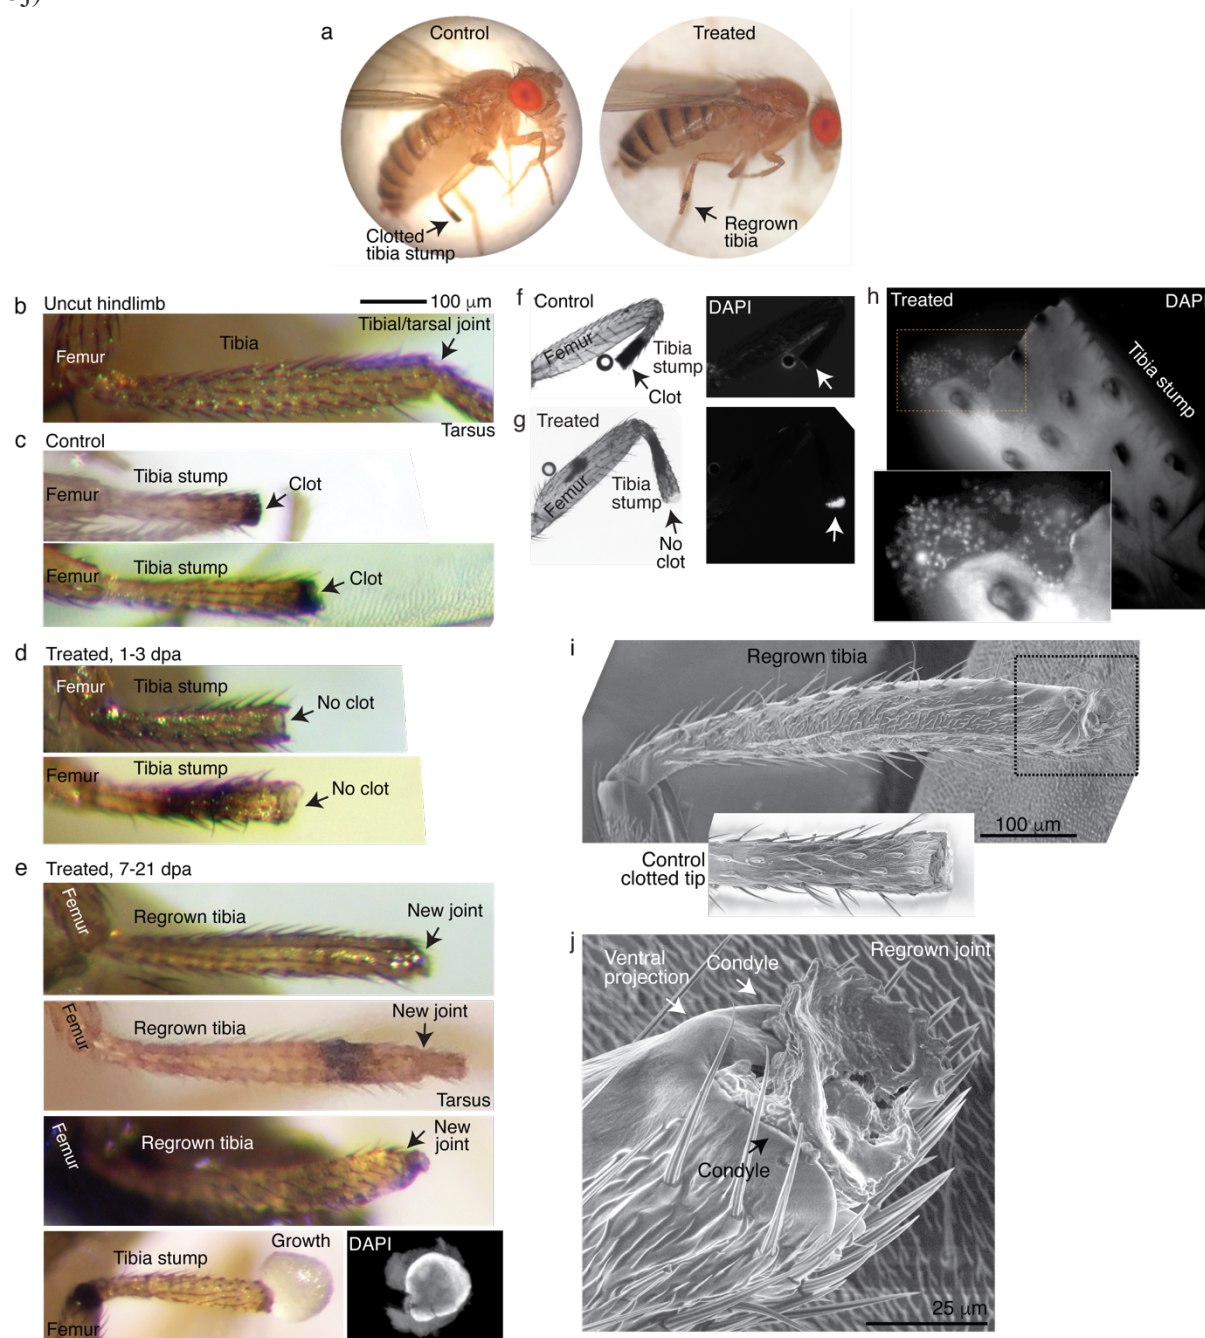 a
Control
Treated
Clotted
tibia stump
Regrown
tibia
b
Uncut hindlimb
100 μm
Femur
Tibia
Tibial/tarsal joint
Tarsus
c
Control
Tibia stump
Femur
Clot
Femur
Tibia stump
Clot
d
Treated, 1-3 dpa
Femur
Tibia stump
No clot
Femur
Tibia stump
No clot
e
Treated, 7-21 dpa
Femur
Regrown tibia
New joint
Femur
Regrown tibia
New joint
Tarsus
Femur
Regrown tibia
New
joint
Tibia stump
Growth
Femur
DAPI
f
Control
Femur
Tibia
stump
Clot
DAPI
g
Treated
Femur
Tibia
stump
No
clot
h
Treated
DAPI
Tibia stump
i
Regrown tibia
100 μm
Control
clotted tip
j
Ventral
projection
Condyle
Regrown joint
Condyle
25 μm